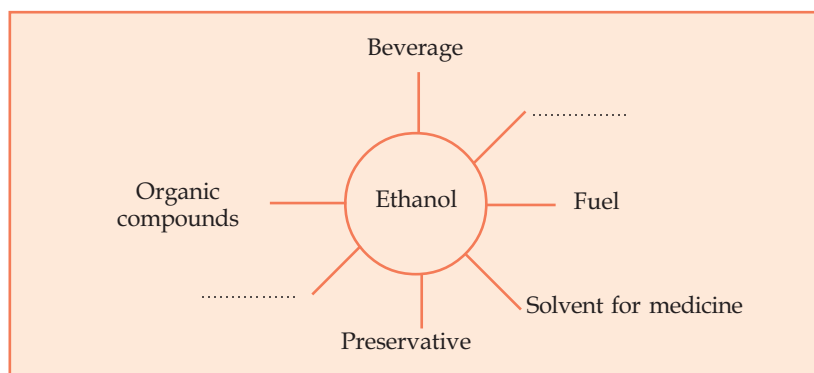 Beverage
......................
Organic
compounds
Ethanol
Fuel
......................
Solvent for medicine
Preservative